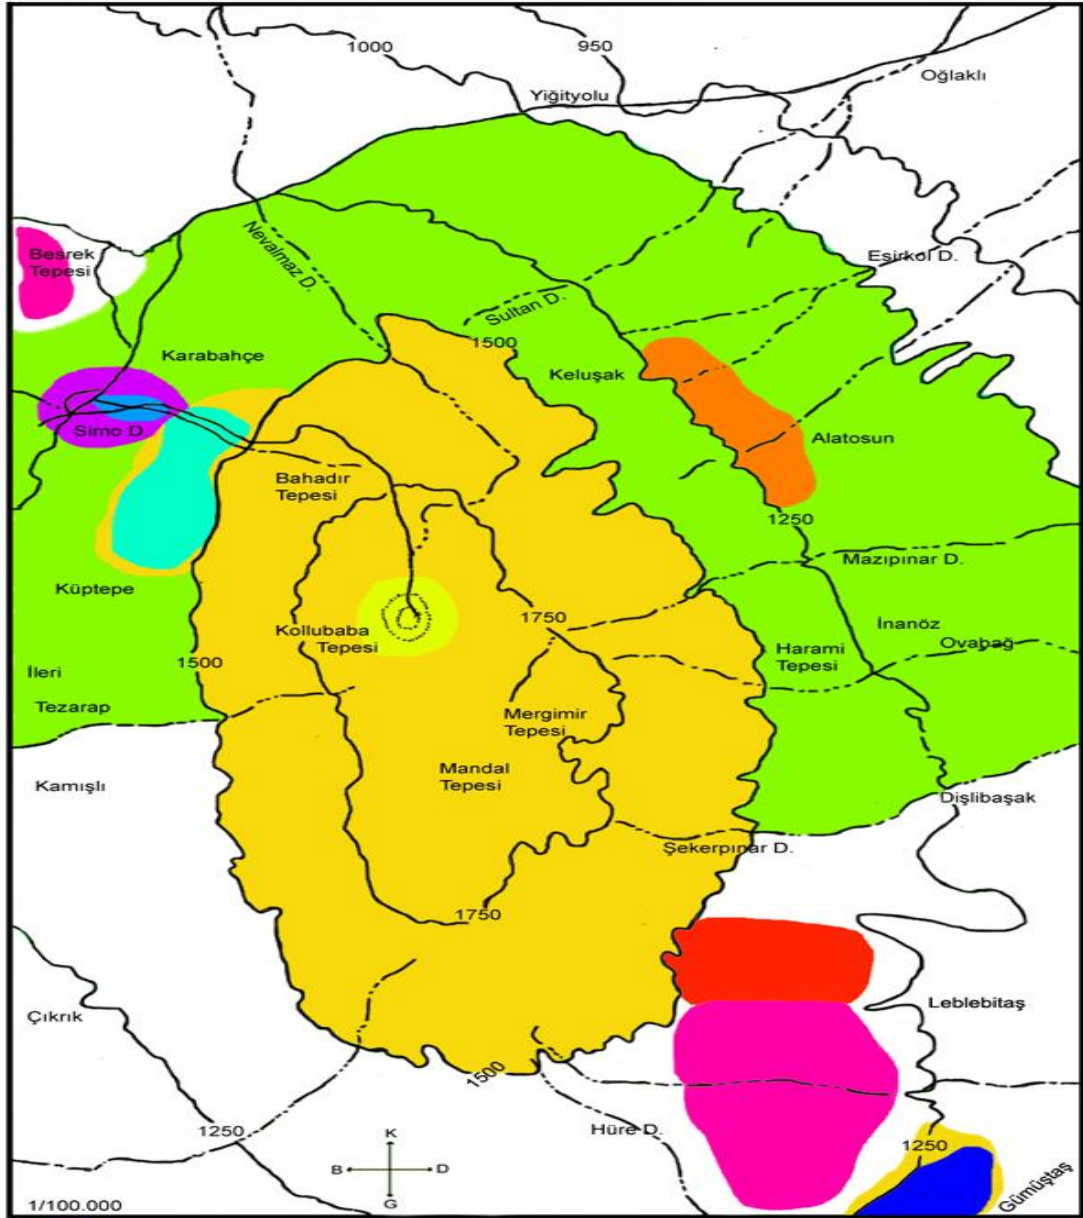 1000
950
Oğlaklı
Yiğityolu
Nevalmaz D.
Besrek
Tepesi
Esirkol D.
Sultan D.
1500
Karabahçe
Keluşak
Simo D.
Alatosun
Bahadır
Tepesi
1250
Mazıpınar D.
Küptepe
1750
İnanöz
Kollubaba
Tepesi
Ovabağ
Harami
Tepesi
1500
İleri
Tezarap
Mergimir
Tepesi
Mandal
Tepesi
Kamışlı
Dişlibaşak
Şekerpınar D.
1750
Leblebitaş
Çıkrık
1500
1250
Hüre D.
1250
K
B D
G
Gümüştaş
1/100.000